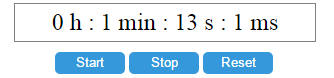 0 h : 1 min : 13 s : 1 ms
Start Stop Reset